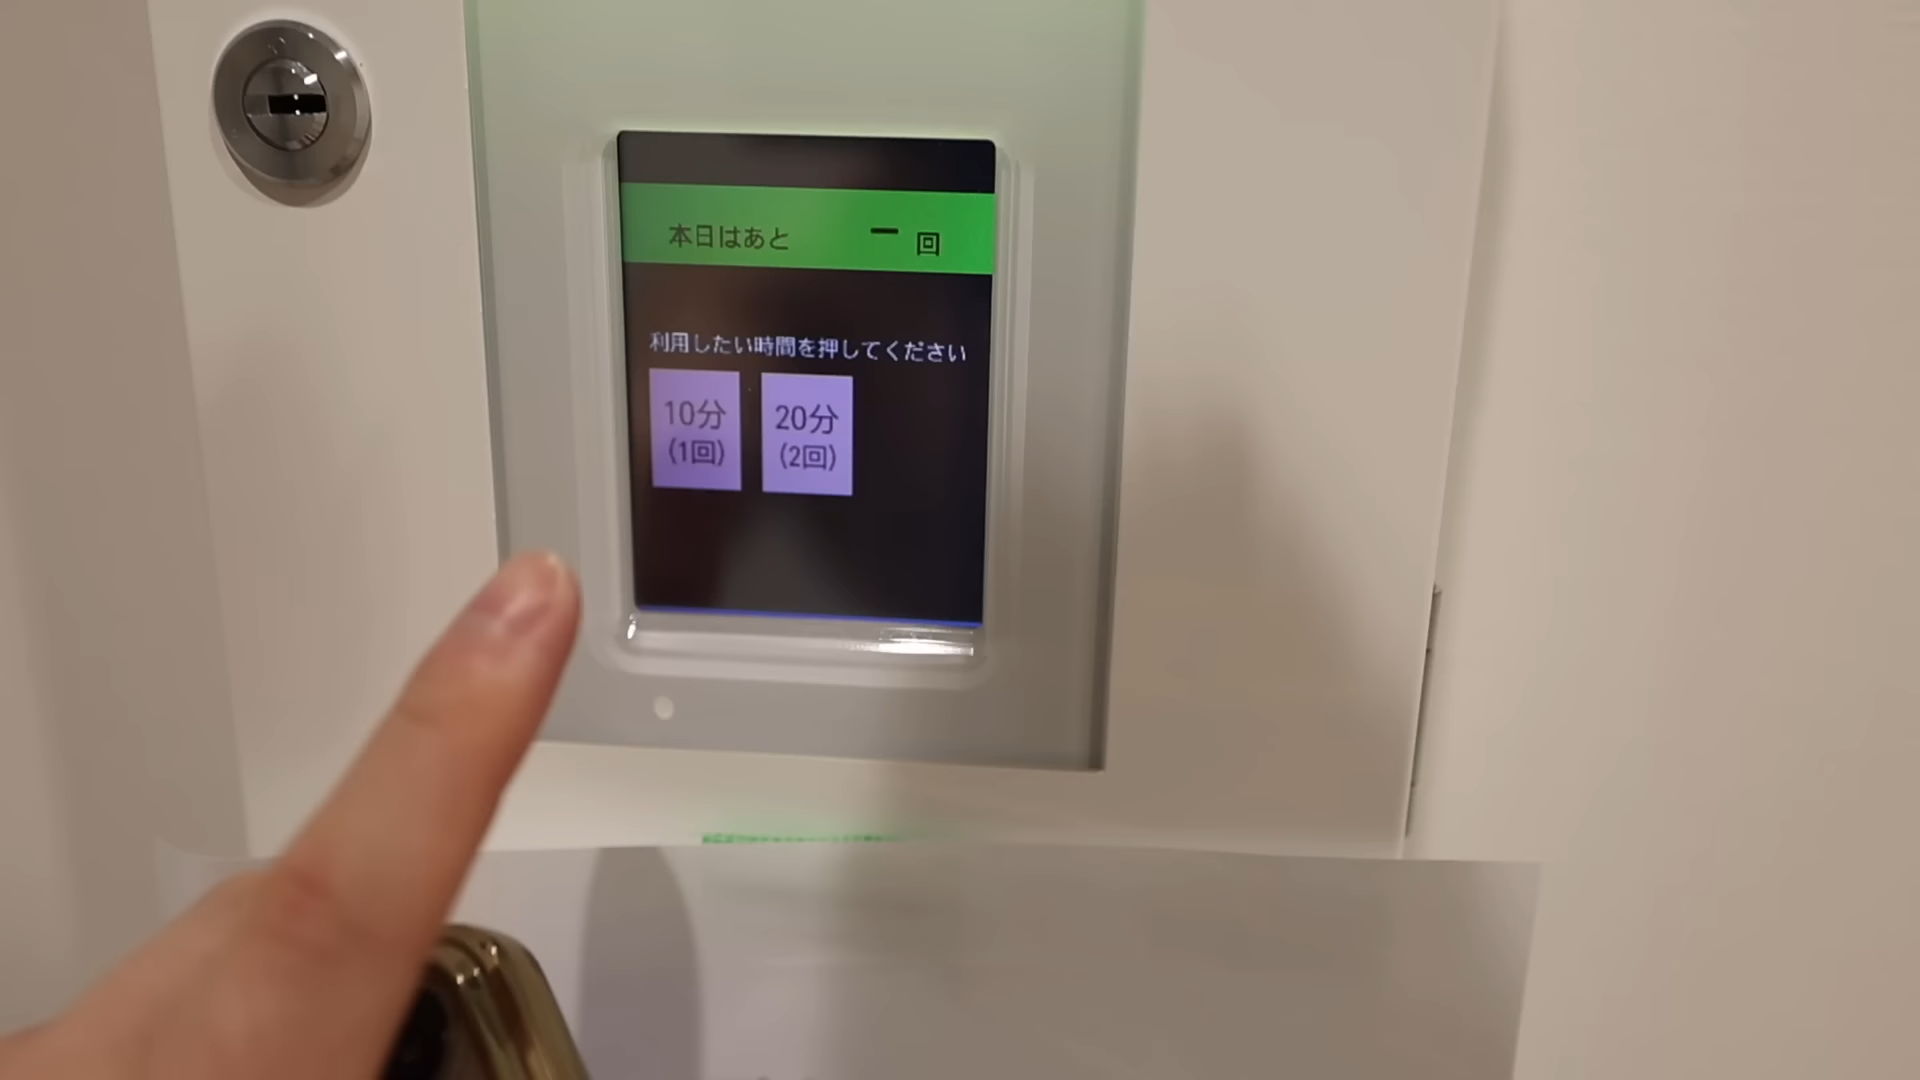 本日はあと ー 回
利用したい時間を押してください
10分 20分
(1回) (2回)